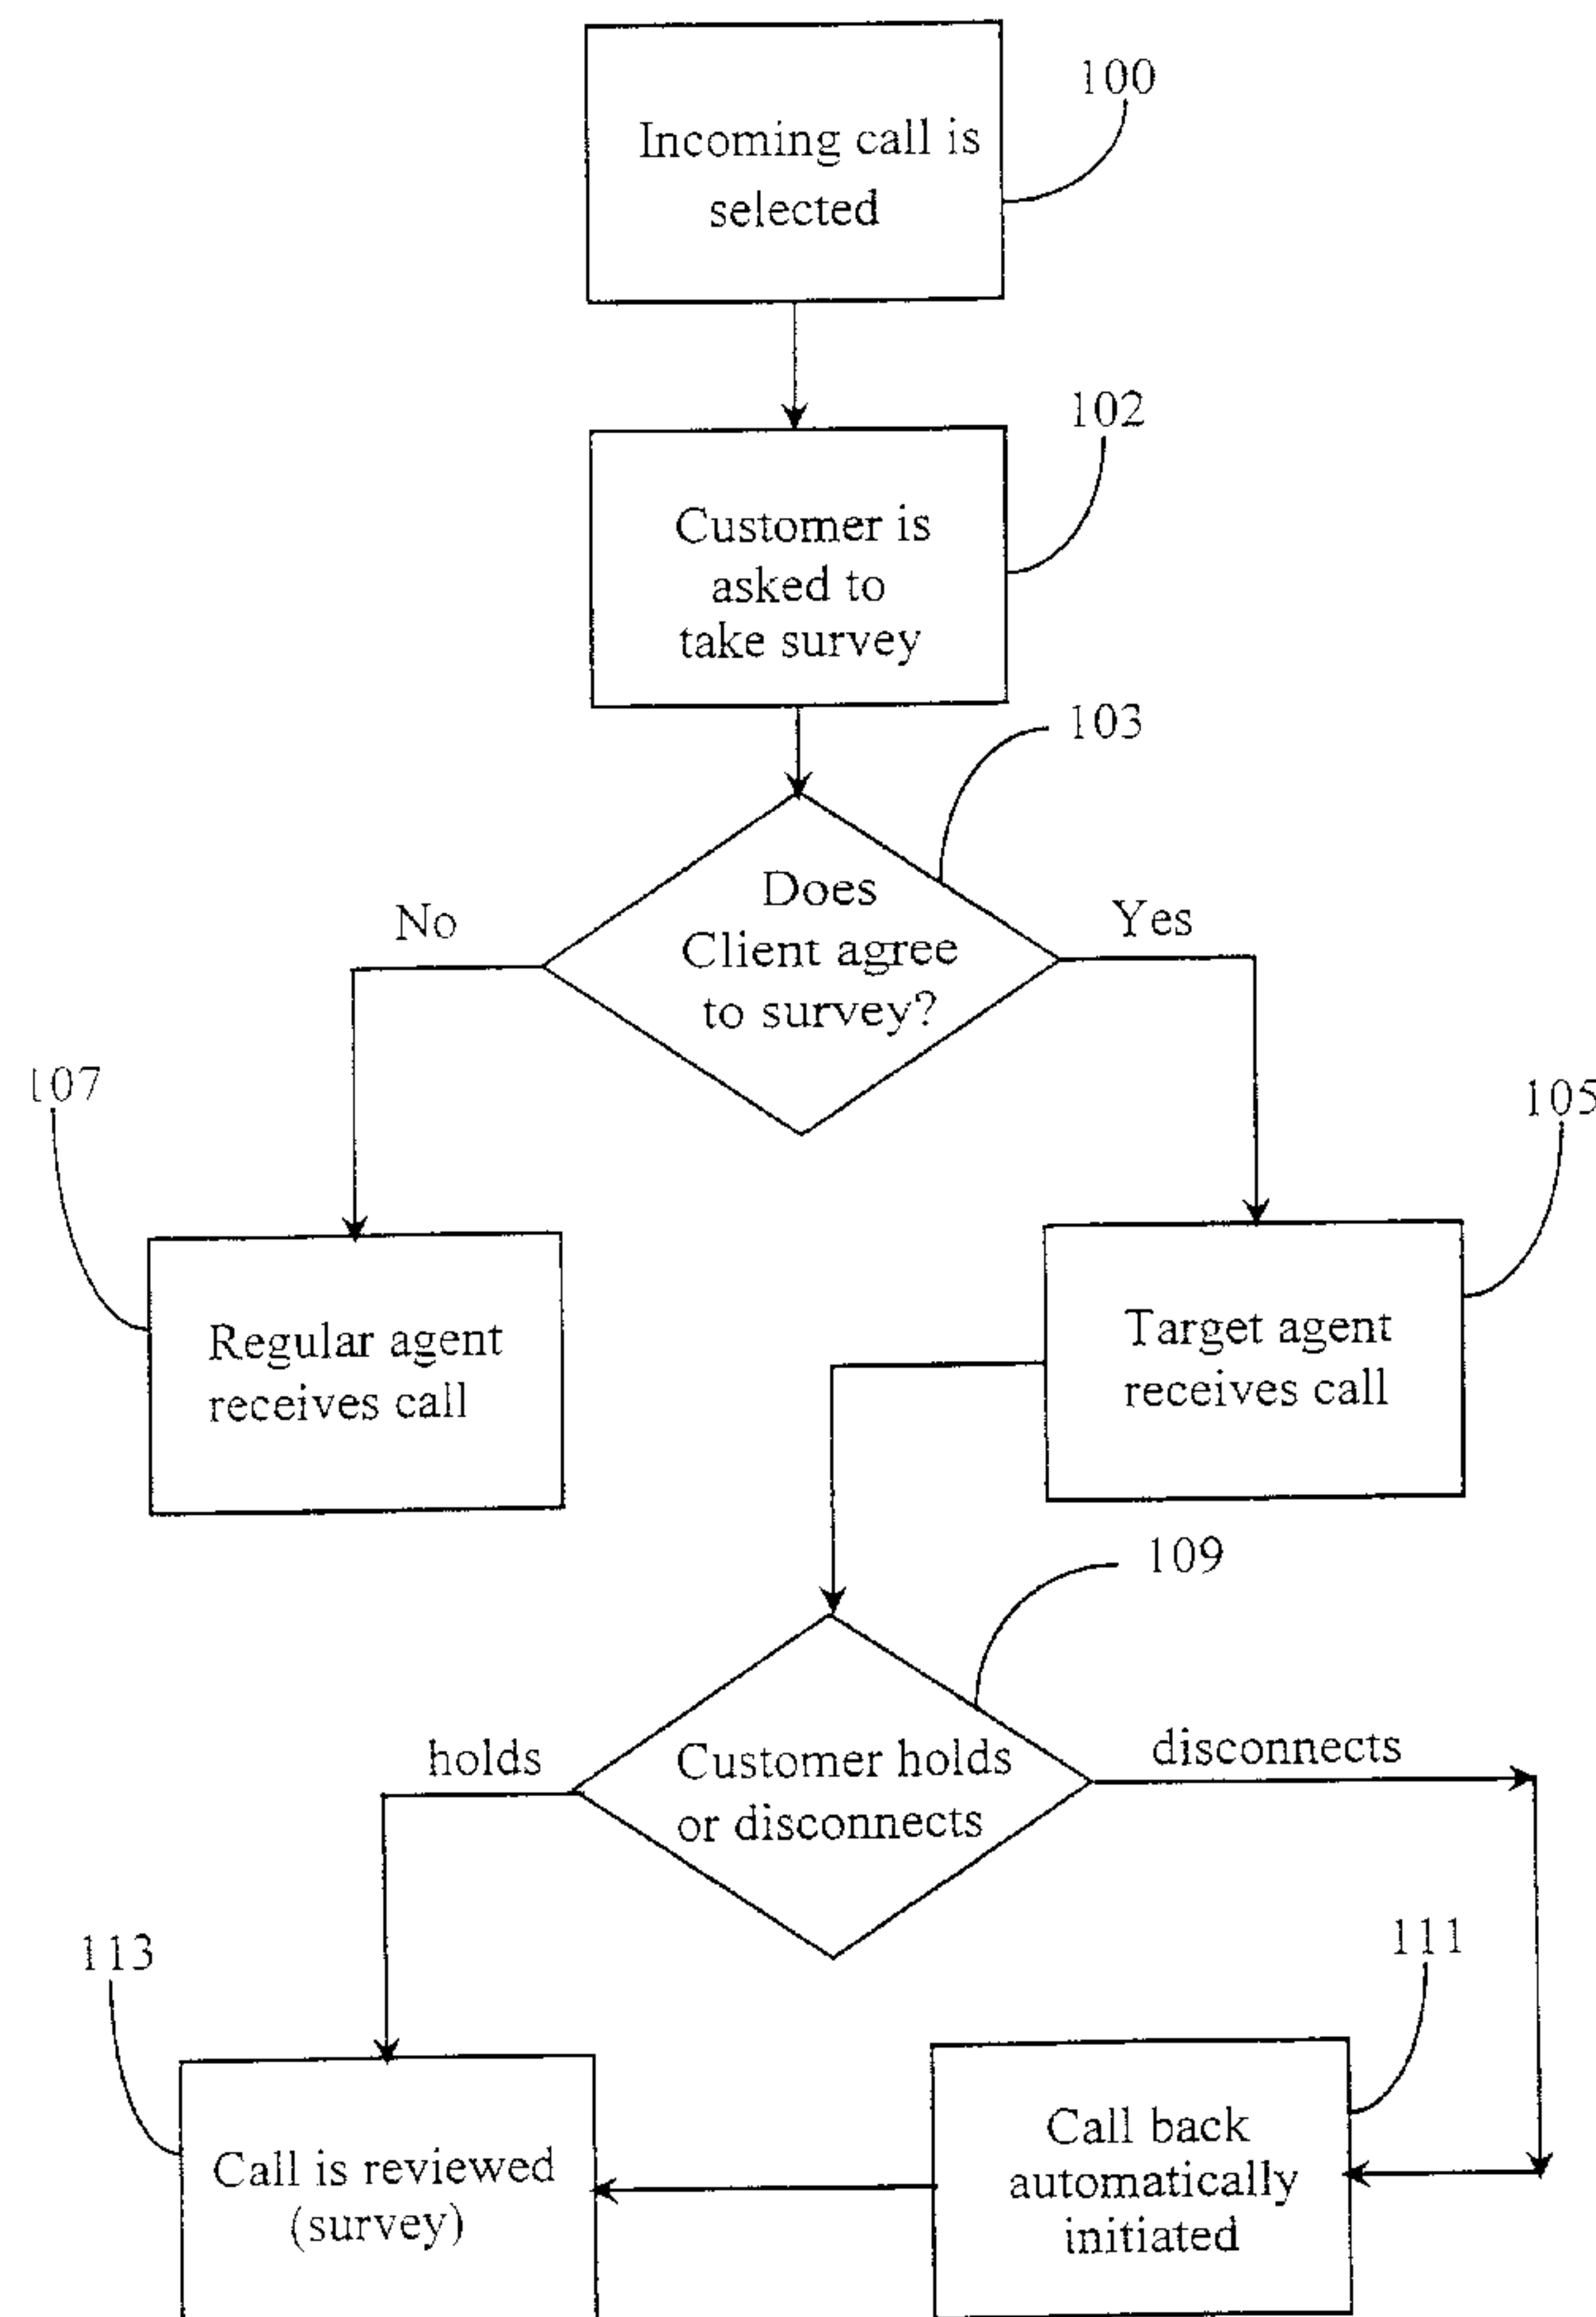 100
Incoming call is
selected
102
Customer is
asked to
take survey
103
Does
Client agree
to survey?
No
Yes
107
105
Regular agent
receives call
Target agent
receives call
109
holds
Customer holds
or disconnects
disconnects
113
111
Call is reviewed
(survey)
Call back
automatically
initiated